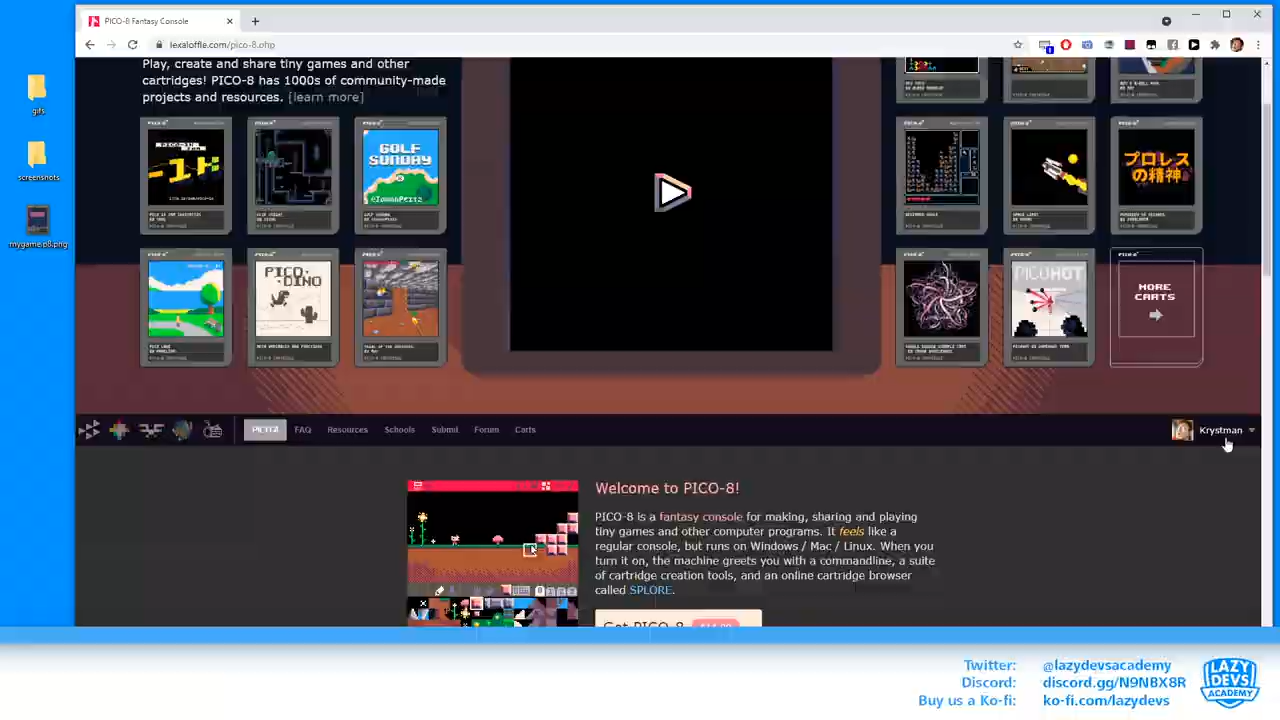 PICO-8 Fantasy Console
lexaloffle.com/pico-8.php
gifs
screenshots
mygame.p8.png
Play, create and share tiny games and other
cartridges! PICO-8 has 1000s of community-made
projects and resources. [learn more]
GOLF
SUNDAY
プロレス
の精神
PICO-
DINO
PICOHOT
MORE
CARTS
PICO-8
FAQ
Resources
Schools
Submit
Forum
Carts
Krystman
Welcome to PICO-8!
PICO-8 is a fantasy console for making, sharing and playing
tiny games and other computer programs. It feels like a
regular console, but runs on Windows / Mac / Linux. When you
turn it on, the machine greets you with a commandline, a suite
of cartridge creation tools, and an online cartridge browser
called SPLORE.
Get PICO-8
Twitter: @lazydevsacademy
Discord: discord.gg/N9NBX8R
Buy us a Ko-fi: ko-fi.com/lazydevs
LAZY
DEVS
ACADEMY